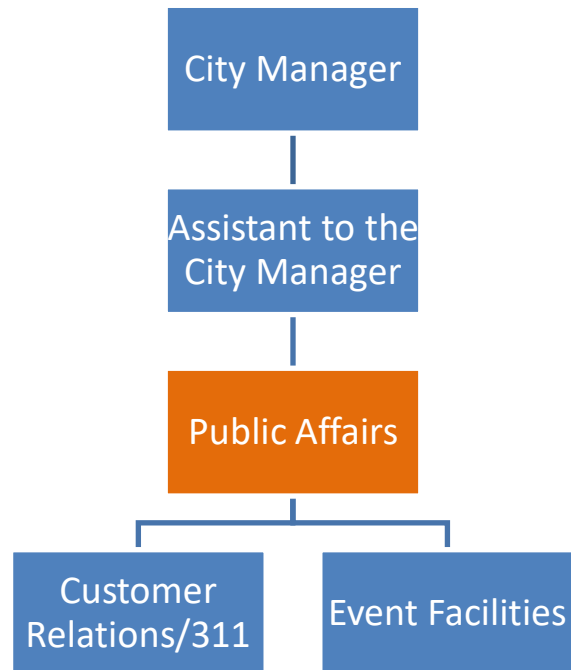 City Manager
Assistant to the
City Manager
Public Affairs
Customer
Relations/311
Event Facilities